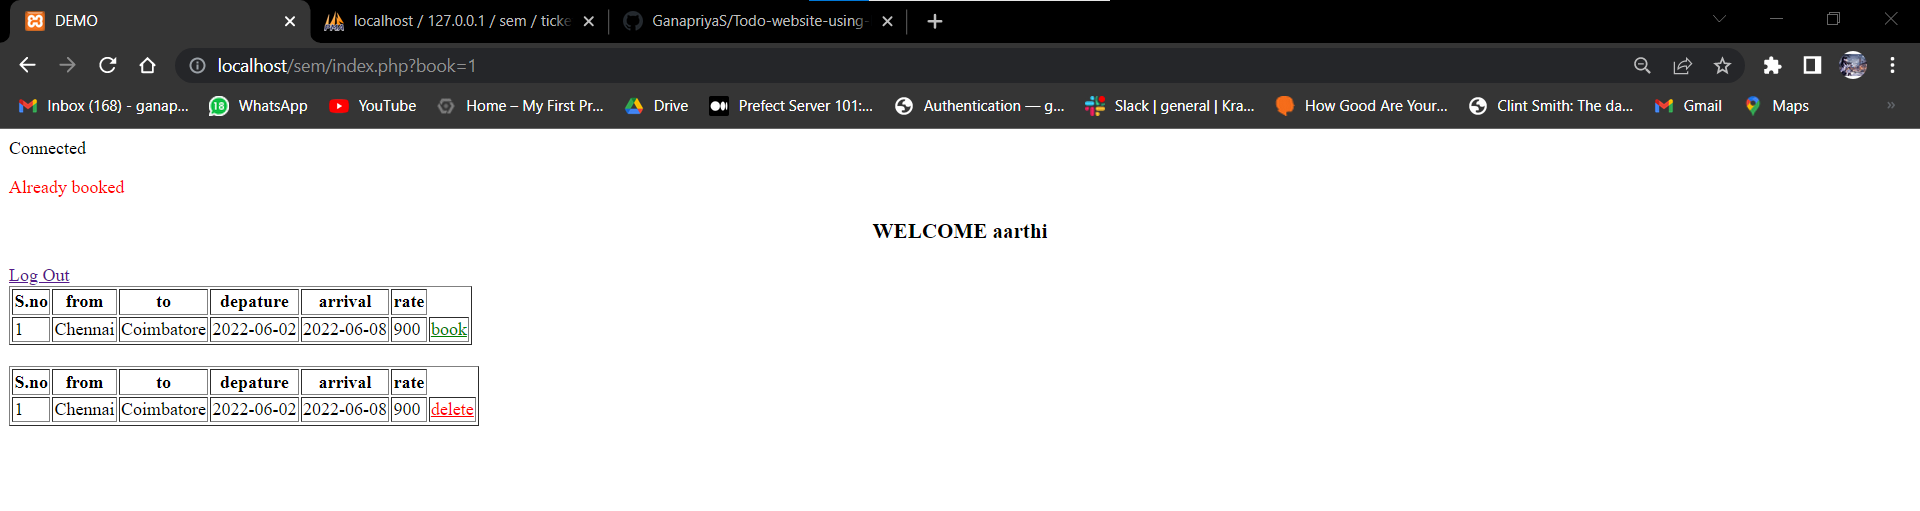 DEMO
localhost / 127.0.0.1 / sem / ticke
GanapriyaS/Todo-website-using-
localhost/sem/index.php?book=1
Inbox (168) - ganap...
18 WhatsApp
YouTube
Home – My First Pr...
Drive
Prefect Server 101:...
Authentication — g...
Slack | general | Kra...
How Good Are Your...
Clint Smith: The da...
Gmail
Maps
»
Connected
Already booked
WELCOME aarthi
Log Out
S.no from to depature arrival rate
1 Chennai Coimbatore 2022-06-02 2022-06-08 900 book
S.no from to depature arrival rate
1 Chennai Coimbatore 2022-06-02 2022-06-08 900 delete